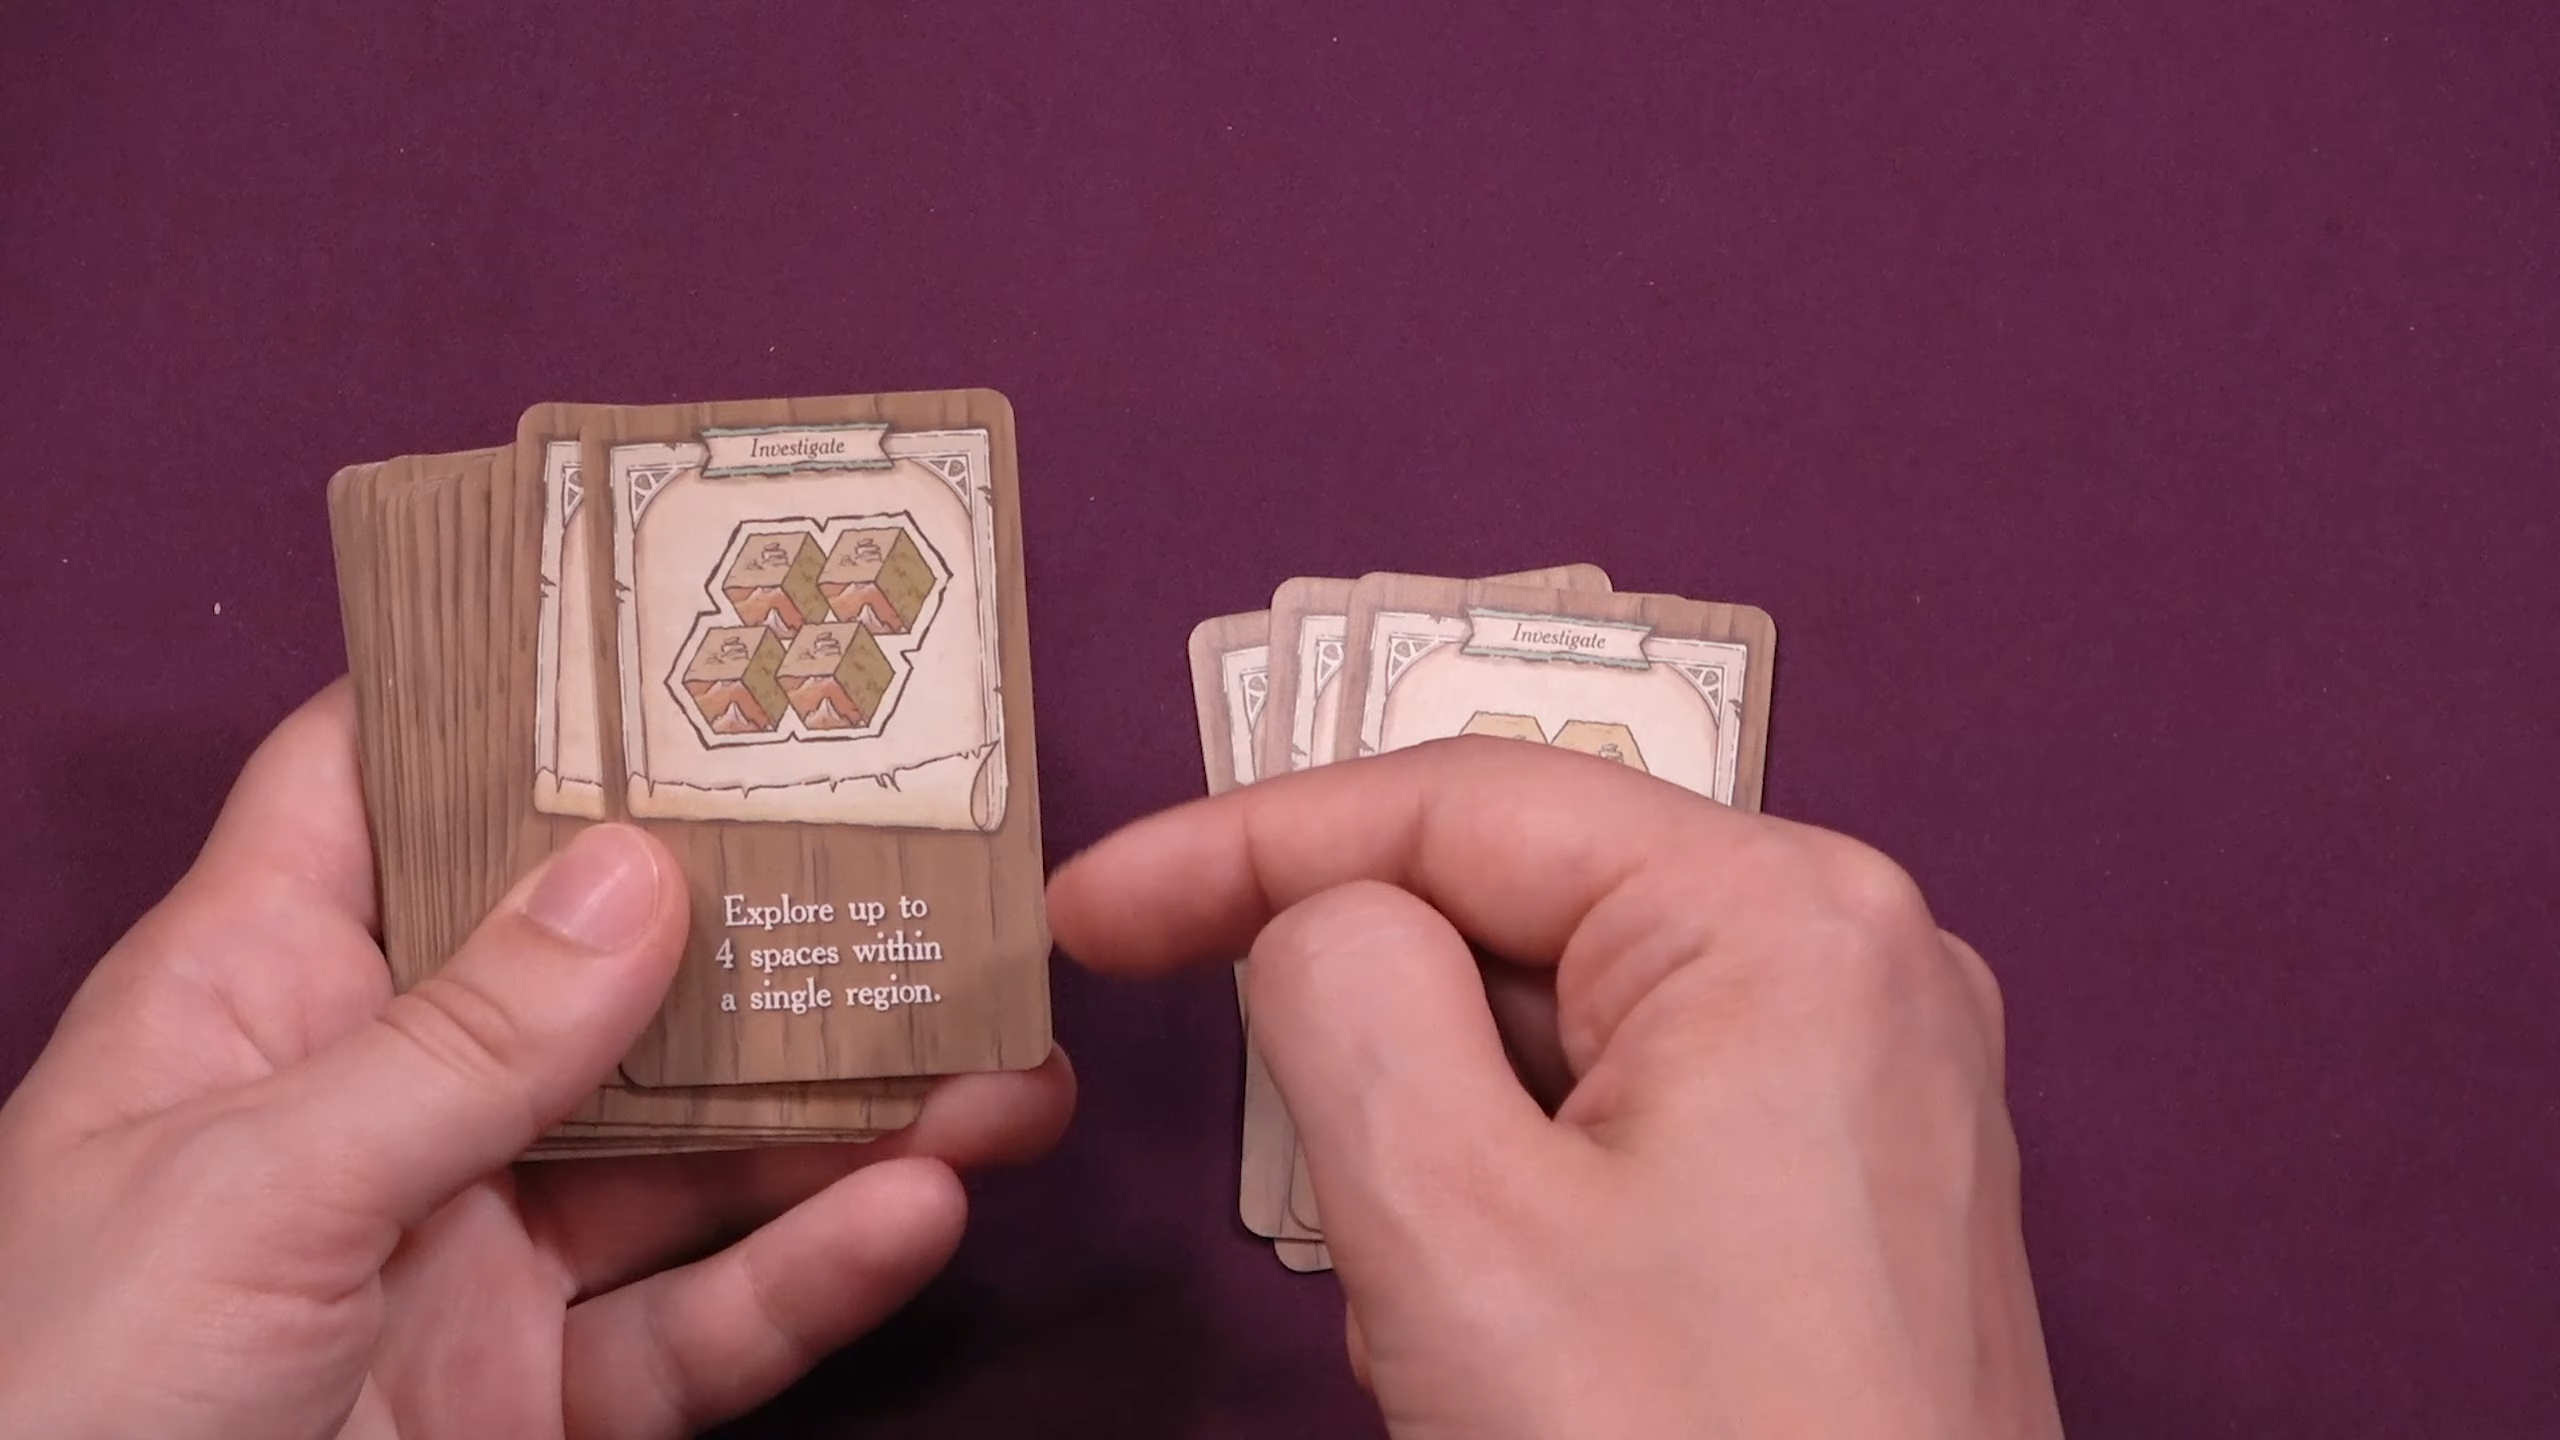 Investigate
Explore up to
4 spaces within
a single region.
Investigate